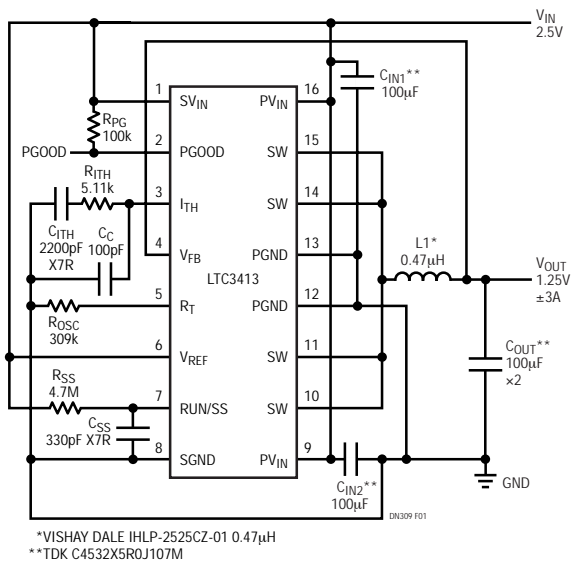 VIN
2.5V
CIN1**
100µF
1
SVIN
PVIN
16
RPG
100k
PGOOD
2
PGOOD
SW
15
RITH
5.11k
3
ITH
SW
14
CITH
2200pF
X7R
CC
100pF
4
VFB
PGND
13
LTC3413
L1*
0.47µH
VOUT
1.25V
±3A
5
RT
PGND
12
ROSC
309k
6
VREF
SW
11
COUT**
100µF
×2
RSS
4.7M
7
RUN/SS
SW
10
CSS
330pF X7R
8
SGND
PVIN
9
CIN2**
100µF
GND
DN309 F01
*VISHAY DALE IHLP-2525CZ-01 0.47µH
**TDK C4532X5R0J107M